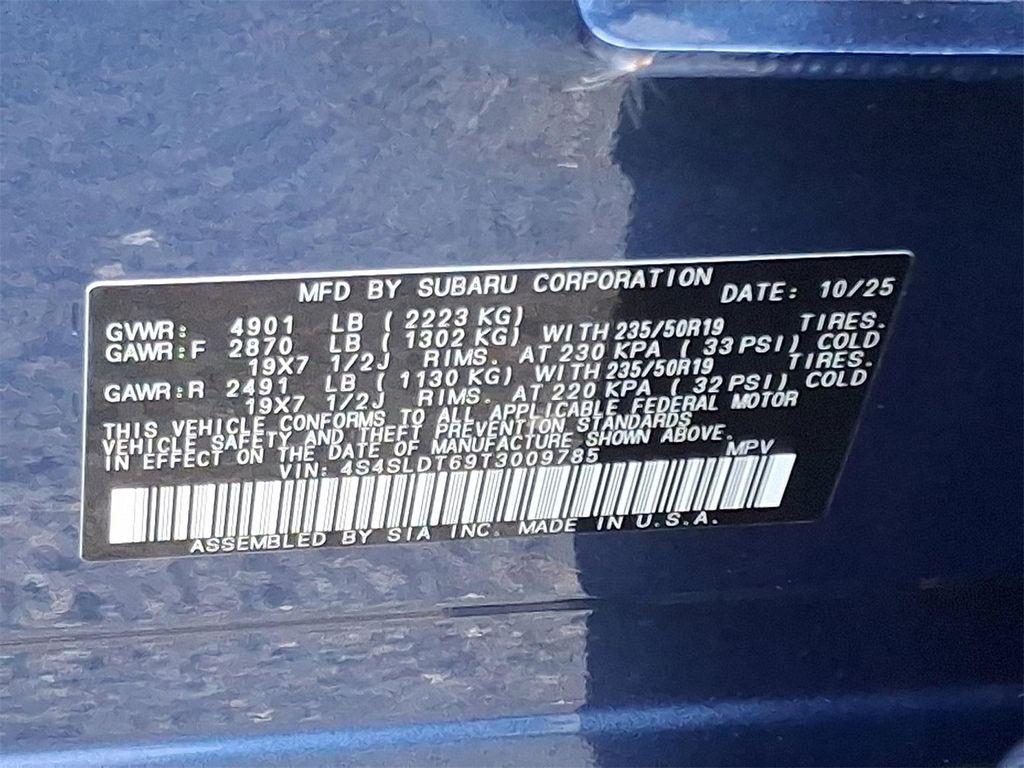 MFD BY SUBARU CORPORATION DATE: 10/25
GVWR: 4901 LB ( 2223 KG)
GAWR:F 2870 LB ( 1302 KG) WITH 235/50R19 TIRES.
19X7 1/2J RIMS. AT 230 KPA ( 33 PSI) COLD
GAWR:R 2491 LB ( 1130 KG) WITH 235/50R19 TIRES.
19X7 1/2J RIMS. AT 220 KPA ( 32 PSI) COLD
THIS VEHICLE CONFORMS TO ALL APPLICABLE FEDERAL MOTOR
VEHICLE SAFETY AND THEFT PREVENTION STANDARDS
IN EFFECT ON THE DATE OF MANUFACTURE SHOWN ABOVE.
VIN: 4S4SLDT69T3009785 MPV
ASSEMBLED BY SIA INC. MADE IN U.S.A.